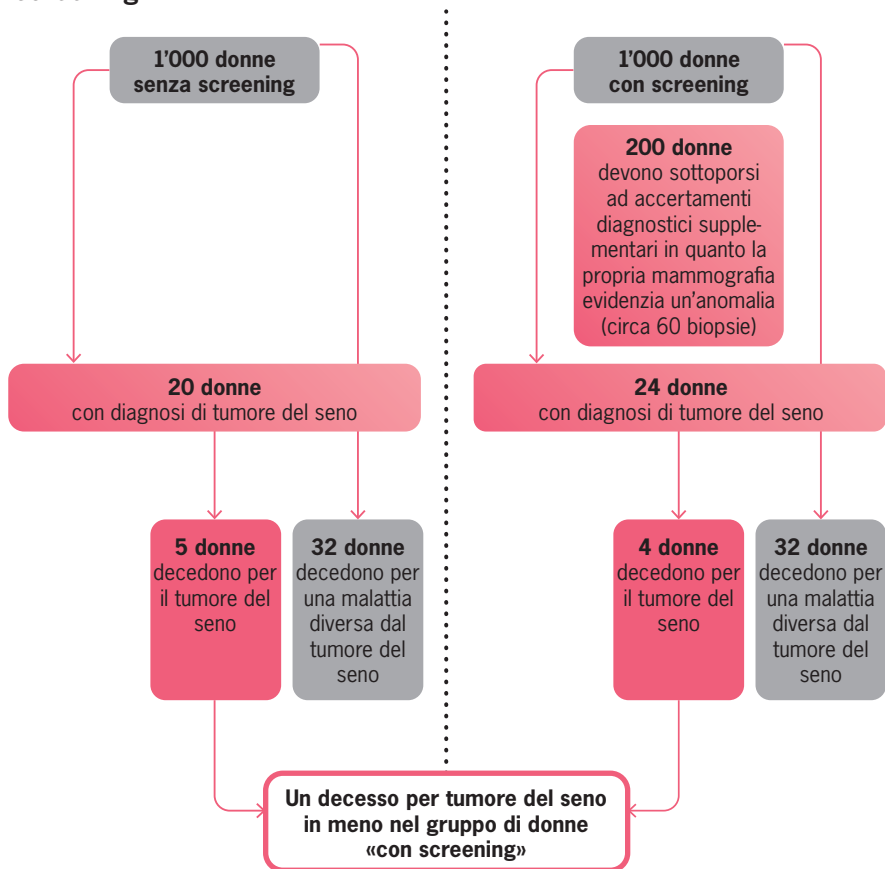 1’000 donne
senza screening
20 donne
con diagnosi di tumore del seno
5 donne
decedono per
il tumore del
seno
32 donne
decedono per
una malattia
diversa dal
tumore del
seno
1’000 donne
con screening
200 donne
devono sottoporsi
ad accertamenti
diagnostici supple-
mentari in quanto la
propria mammografia
evidenzia un’anomalia
(circa 60 biopsie)
24 donne
con diagnosi di tumore del seno
4 donne
decedono per
il tumore del
seno
32 donne
decedono per
una malattia
diversa dal
tumore del
seno
Un decesso per tumore del seno
in meno nel gruppo di donne
«con screening»